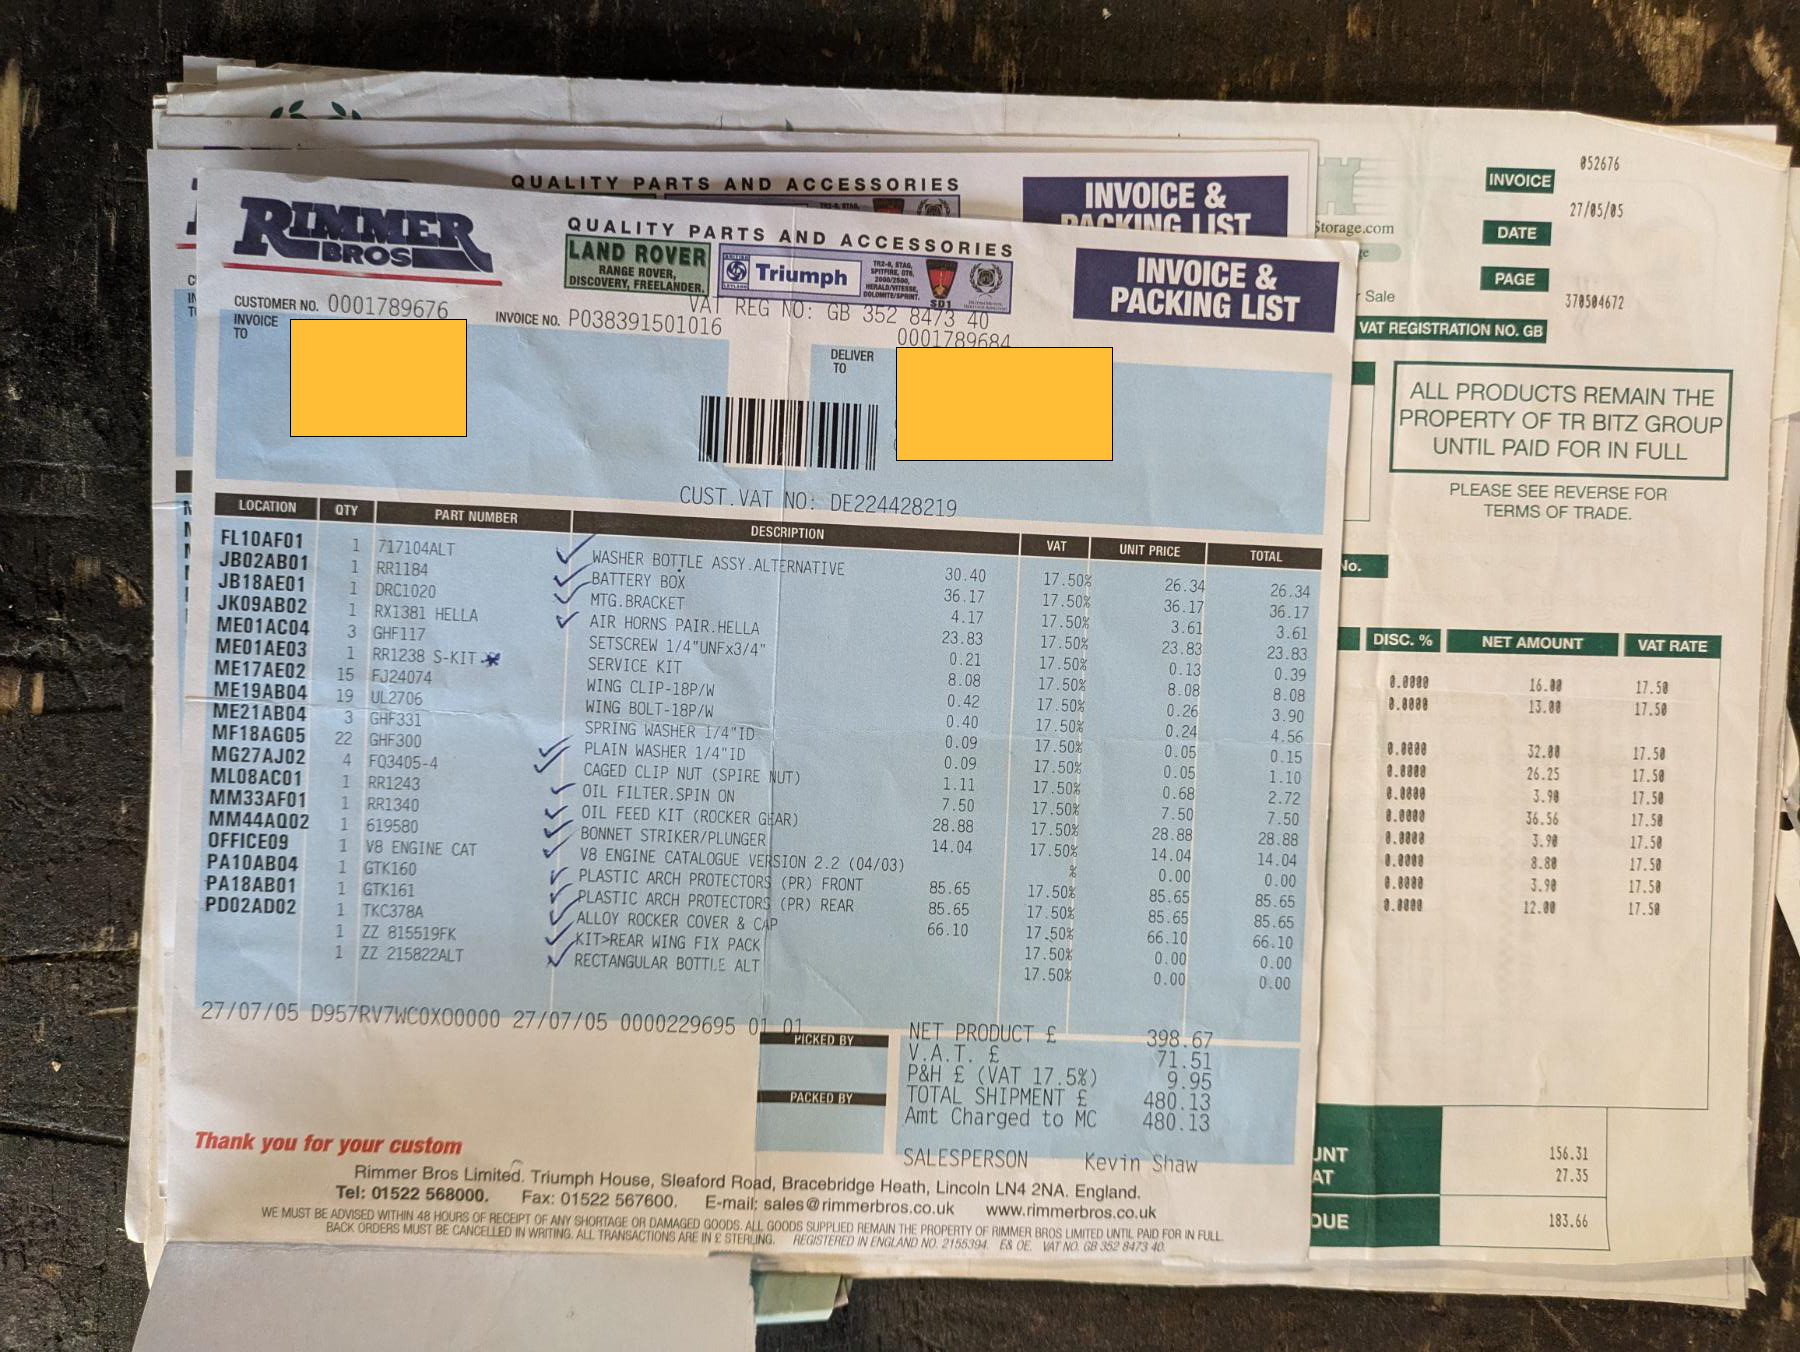 QUALITY PARTS AND ACCESSORIES
INVOICE &
PACKING LIST
RIMMER
BROS
QUALITY PARTS AND ACCESSORIES
LAND ROVER
RANGE ROVER,
DISCOVERY, FREELANDER.
Triumph
TR2-8, STAG,
SPITFIRE, GT6,
2000/2500,
HERALD/VITESSE,
DOLOMITE/SPRINT.
SD1
INVOICE &
PACKING LIST
CUSTOMER NO. 0001789676
INVOICE NO. P038391501016
VAT REG NO: GB 352 8473 40
0001789684
INVOICE
TO
DELIVER
TO
CUST.VAT NO: DE224428219
LOCATION QTY PART NUMBER DESCRIPTION VAT UNIT PRICE TOTAL
FL10AF01 1 717104ALT WASHER BOTTLE ASSY.ALTERNATIVE 30.40 17.50% 26.34 26.34
JB02AB01 1 RR1184 BATTERY BOX 36.17 17.50% 36.17 36.17
JB18AE01 1 DRC1020 MTG.BRACKET 4.17 17.50% 3.61 3.61
JK09AB02 1 RX1381 HELLA AIR HORNS PAIR.HELLA 23.83 17.50% 23.83 23.83
ME01AC04 3 GHF117 SETSCREW 1/4"UNFx3/4" 0.21 17.50% 0.13 0.39
ME01AE03 1 RR1238 S-KIT SERVICE KIT 8.08 17.50% 8.08 8.08
ME17AE02 15 FJ24074 WING CLIP-18P/W 0.42 17.50% 0.26 3.90
ME19AB04 19 UL2706 WING BOLT-18P/W 0.40 17.50% 0.24 4.56
ME21AB04 3 GHF331 SPRING WASHER 1/4"ID 0.09 17.50% 0.05 0.15
MF18AG05 22 GHF300 PLAIN WASHER 1/4"ID 0.09 17.50% 0.05 1.10
MG27AJ02 4 FQ3405-4 CAGED CLIP NUT (SPIRE NUT) 1.11 17.50% 0.68 2.72
ML08AC01 1 RR1243 OIL FILTER.SPIN ON 7.50 17.50% 7.50 7.50
MM33AF01 1 RR1340 OIL FEED KIT (ROCKER GEAR) 28.88 17.50% 28.88 28.88
MM44AQ02 1 619580 BONNET STRIKER/PLUNGER 14.04 17.50% 14.04 14.04
OFFICE09 1 V8 ENGINE CAT V8 ENGINE CATALOGUE VERSION 2.2 (04/03) % 0.00 0.00
PA10AB04 1 GTK160 PLASTIC ARCH PROTECTORS (PR) FRONT 85.65 17.50% 85.65 85.65
PA18AB01 1 GTK161 PLASTIC ARCH PROTECTORS (PR) REAR 85.65 17.50% 85.65 85.65
PD02AD02 1 TKC378A ALLOY ROCKER COVER & CAP 66.10 17.50% 66.10 66.10
1 ZZ 815519FK KIT>REAR WING FIX PACK 17.50% 0.00 0.00
1 ZZ 215822ALT RECTANGULAR BOTTLE ALT 17.50% 0.00 0.00
27/07/05 D957RV7WC0X00000 27/07/05 0000229695 01 01
PICKED BY
PACKED BY
NET PRODUCT £ 398.67
V.A.T. £ 71.51
P&H £ (VAT 17.5%) 9.95
TOTAL SHIPMENT £ 480.13
Amt Charged to MC 480.13
SALESPERSON Kevin Shaw
Thank you for your custom
Rimmer Bros Limited. Triumph House, Sleaford Road, Bracebridge Heath, Lincoln LN4 2NA. England.
Tel: 01522 568000. Fax: 01522 567600. E-mail: sales@rimmerbros.co.uk www.rimmerbros.co.uk
WE MUST BE ADVISED WITHIN 48 HOURS OF RECEIPT OF ANY SHORTAGE OR DAMAGED GOODS. ALL GOODS SUPPLIED REMAIN THE PROPERTY OF RIMMER BROS LIMITED UNTIL PAID FOR IN FULL.
BACK ORDERS MUST BE CANCELLED IN WRITING. ALL TRANSACTIONS ARE IN £ STERLING. REGISTERED IN ENGLAND NO. 2155394. E& OE. VAT NO. GB 352 8473 40.
Storage.com
Sale
INVOICE 052676
DATE 27/05/05
PAGE
VAT REGISTRATION NO. GB 370504672
ALL PRODUCTS REMAIN THE
PROPERTY OF TR BITZ GROUP
UNTIL PAID FOR IN FULL
PLEASE SEE REVERSE FOR
TERMS OF TRADE.
No.
DISC. % NET AMOUNT VAT RATE
0.0000 16.00 17.50
0.0000 13.00 17.50
0.0000 32.00 17.50
0.0000 26.25 17.50
0.0000 3.90 17.50
0.0000 36.56 17.50
0.0000 3.90 17.50
0.0000 8.80 17.50
0.0000 3.90 17.50
0.0000 12.00 17.50
UNT 156.31
AT 27.35
DUE 183.66